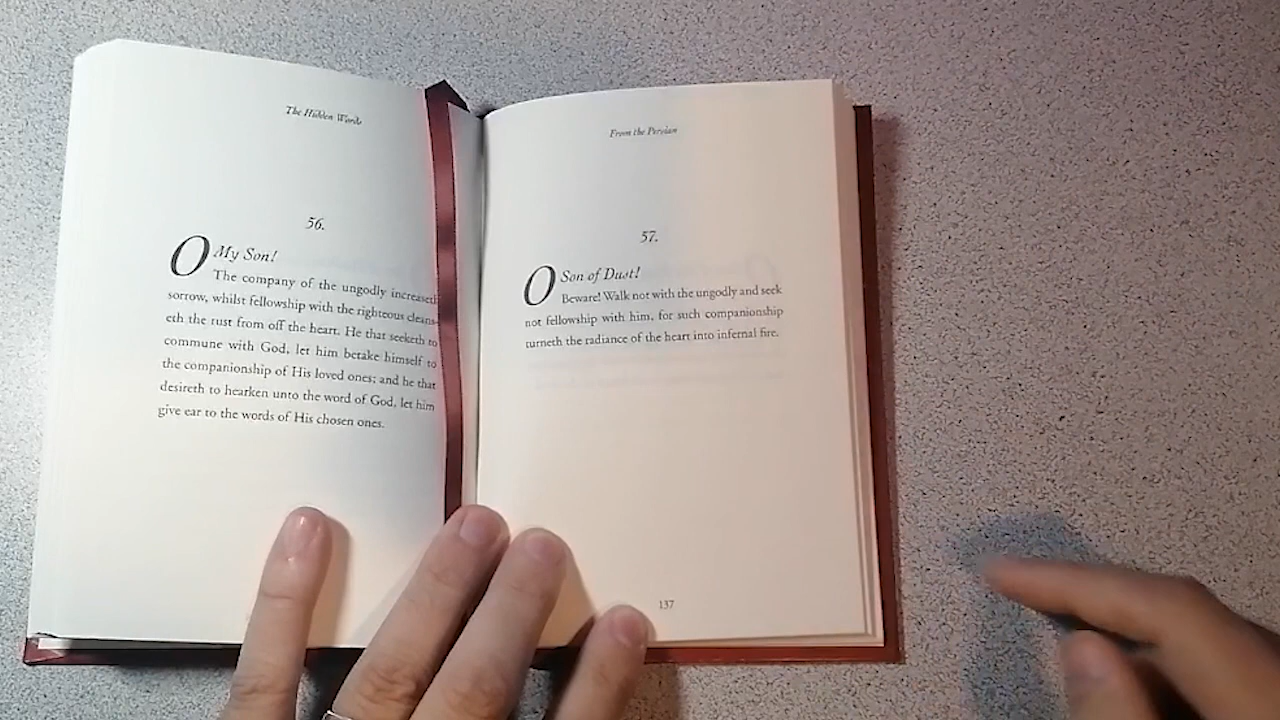 The Hidden Words
56.
O My Son!
The company of the ungodly increaseth
sorrow, whilst fellowship with the righteous cleans-
eth the rust from off the heart. He that seeketh to
commune with God, let him betake himself to
the companionship of His loved ones; and he that
desireth to hearken unto the word of God, let him
give ear to the words of His chosen ones.
From the Persian
57.
O Son of Dust!
Beware! Walk not with the ungodly and seek
not fellowship with him, for such companionship
turneth the radiance of the heart into infernal fire.
137